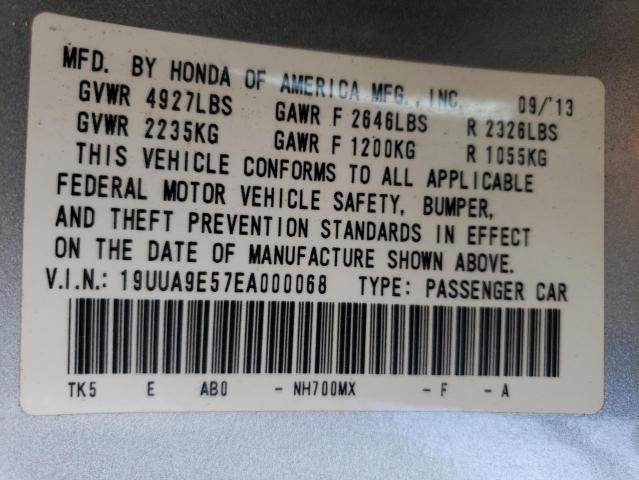 MFD. BY HONDA OF AMERICA MFG., INC. 09/'13
GVWR 4927LBS GAWR F 2646LBS R 2326LBS
GVWR 2235KG GAWR F 1200KG R 1055KG
THIS VEHICLE CONFORMS TO ALL APPLICABLE
FEDERAL MOTOR VEHICLE SAFETY, BUMPER,
AND THEFT PREVENTION STANDARDS IN EFFECT
ON THE DATE OF MANUFACTURE SHOWN ABOVE.
V.I.N.: 19UUA9E57EA000068 TYPE: PASSENGER CAR
TK5 E AB0 - NH700MX - F - A